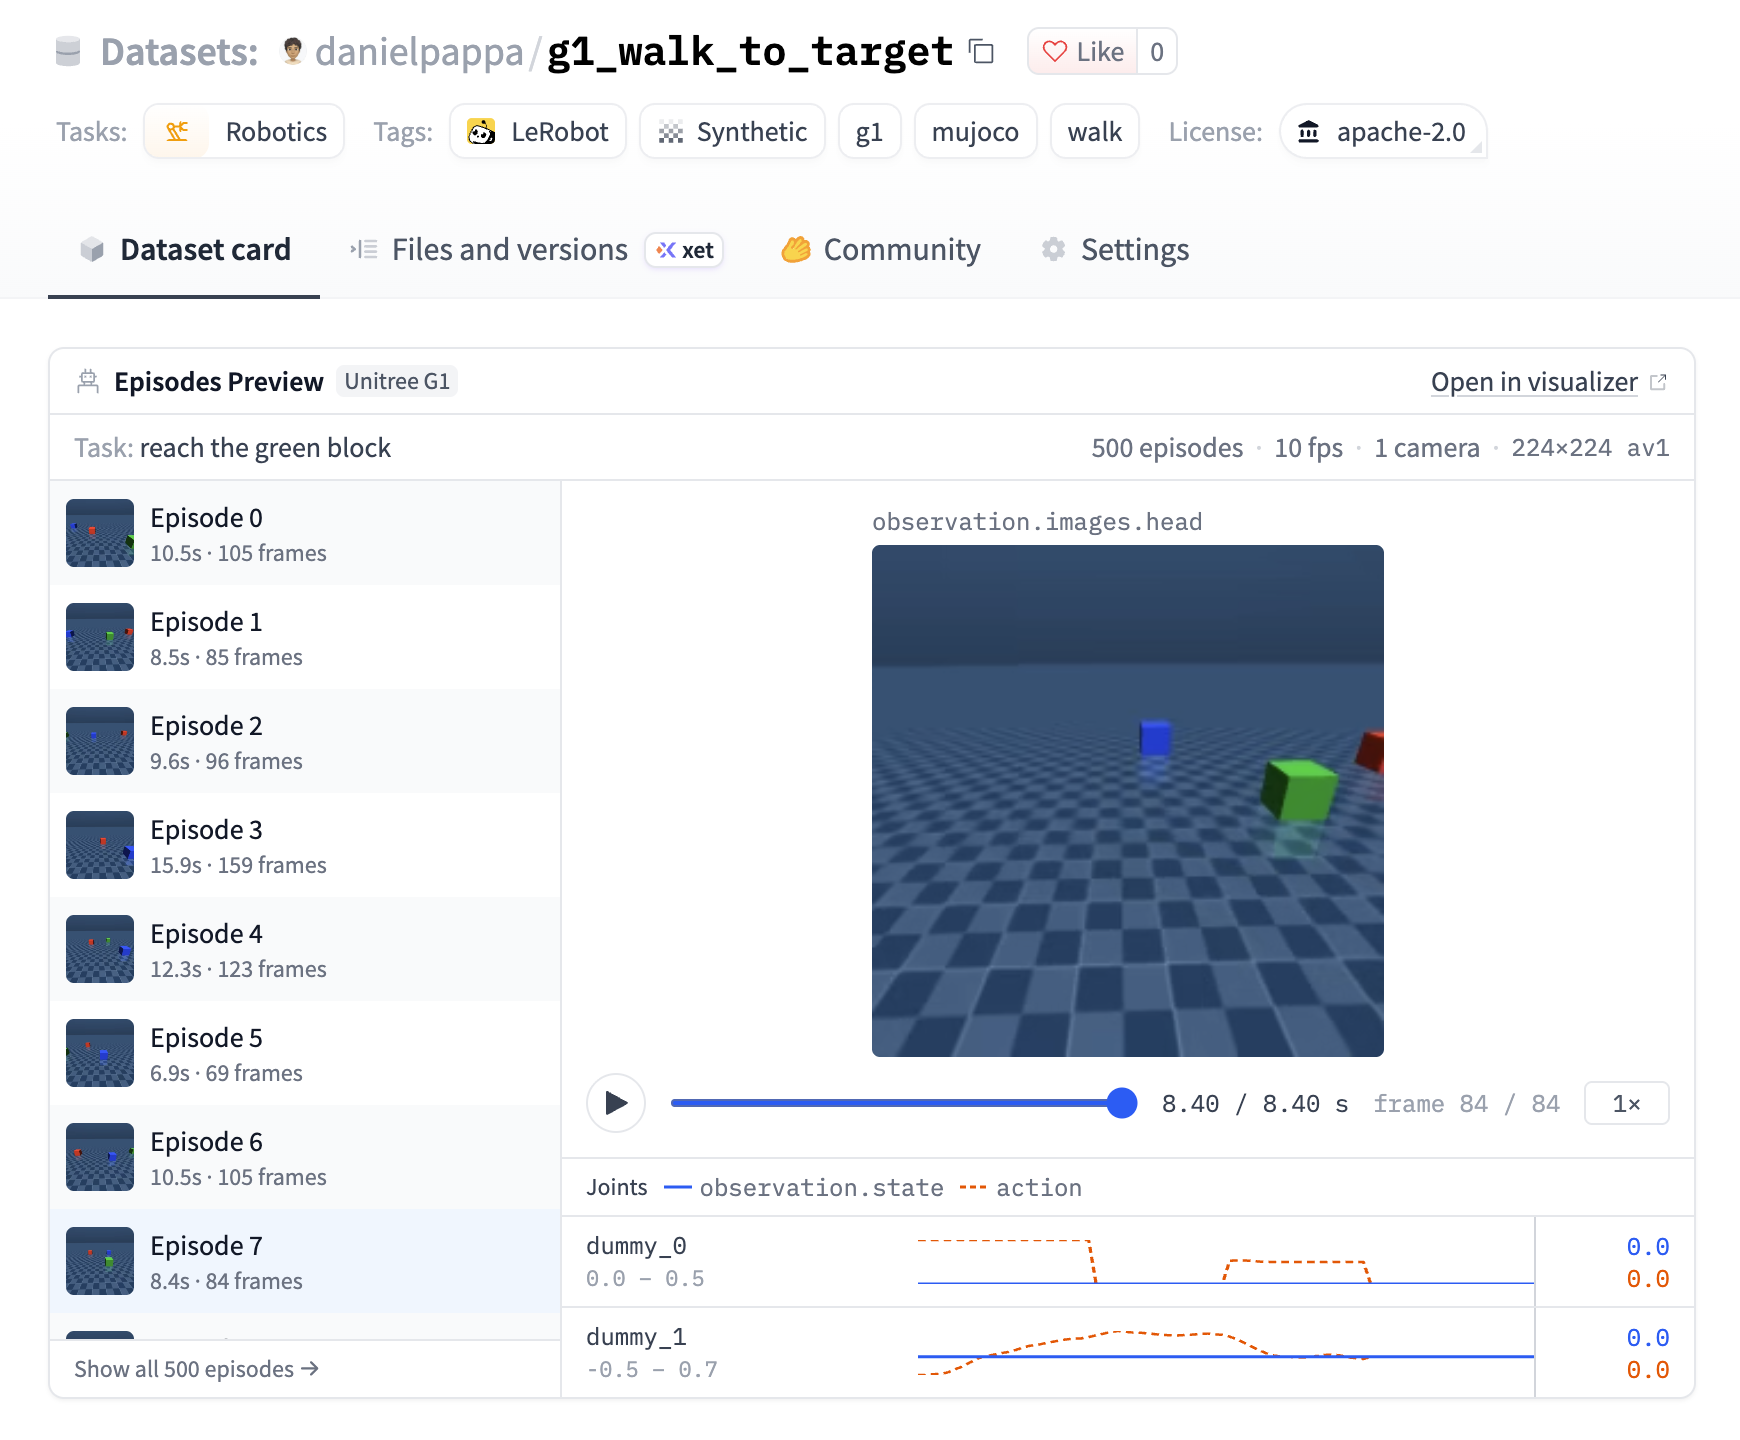 Datasets: danielpappa/g1_walk_to_target Like 0
Tasks: Robotics Tags: LeRobot Synthetic g1 mujoco walk License: apache-2.0
Dataset card Files and versions xet Community Settings
Episodes Preview Unitree G1 Open in visualizer
Task: reach the green block 500 episodes · 10 fps · 1 camera · 224×224 av1
Episode 0
10.5s · 105 frames
Episode 1
8.5s · 85 frames
Episode 2
9.6s · 96 frames
Episode 3
15.9s · 159 frames
Episode 4
12.3s · 123 frames
Episode 5
6.9s · 69 frames
Episode 6
10.5s · 105 frames
Episode 7
8.4s · 84 frames
Show all 500 episodes →
observation.images.head
8.40 / 8.40 s frame 84 / 84 1×
Joints observation.state action
dummy_0 0.0
0.0 – 0.5 0.0
dummy_1 0.0
-0.5 – 0.7 0.0